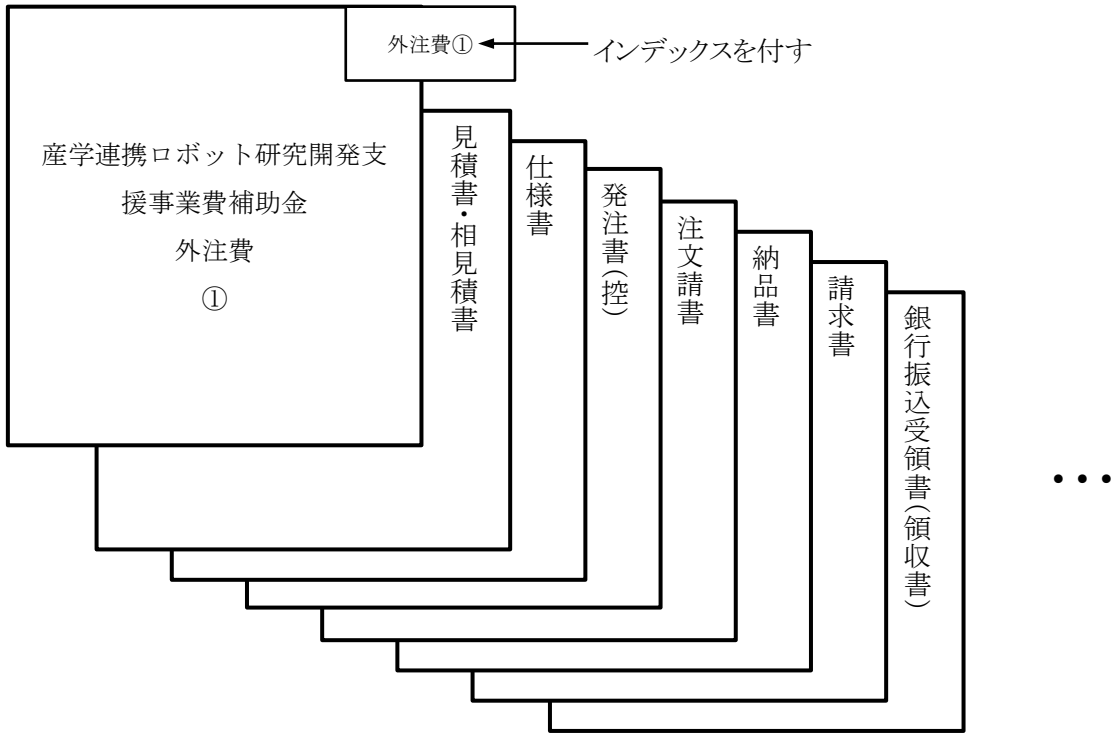 外注費①
インデックスを付す
産学連携ロボット研究開発支
援事業費補助金
外注費
①
見積書・相見積書
仕様書
発注書(控)
注文請書
納品書
請求書
銀行振込受領書(領収書)
・・・